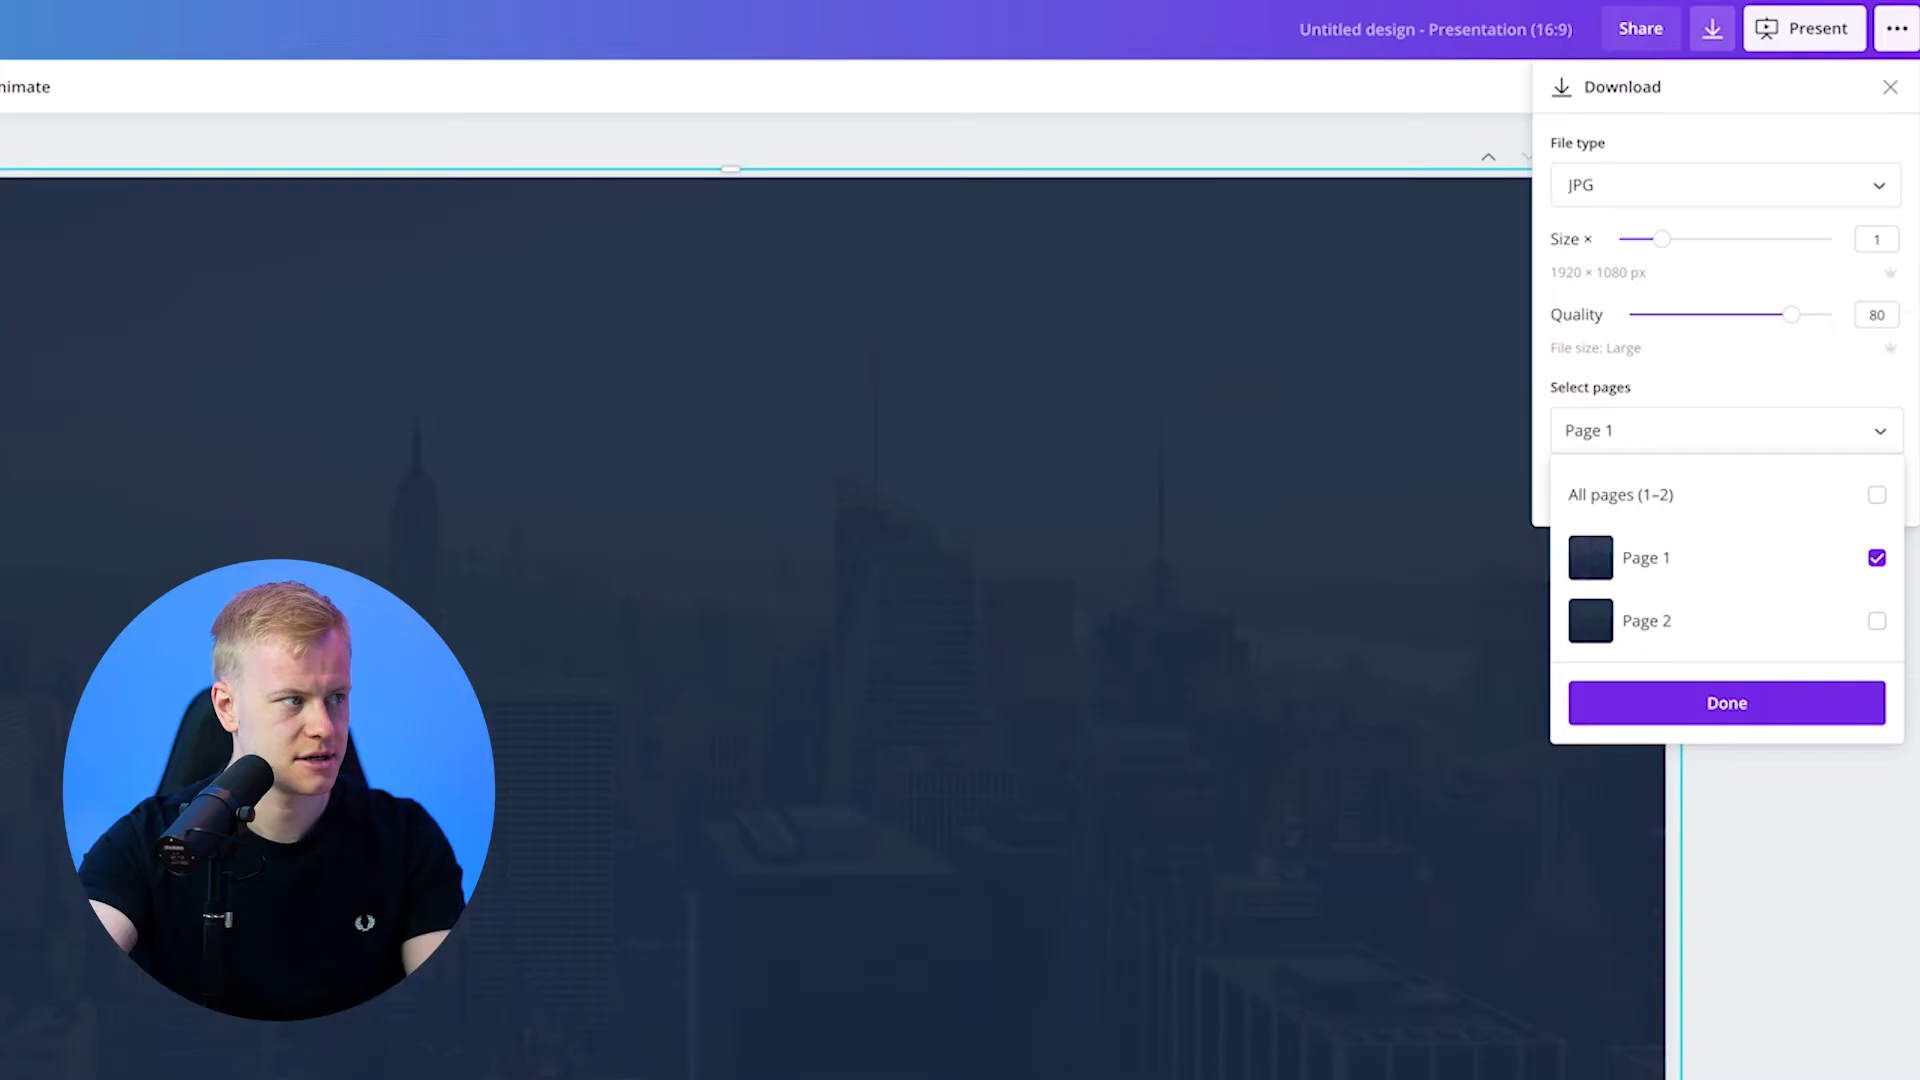 Untitled design - Presentation (16:9)
Share
Present
nimate
Download
File type
JPG
Size ×
1
1920 × 1080 px
Quality
80
File size: Large
Select pages
Page 1
All pages (1–2)
Page 1
Page 2
Done